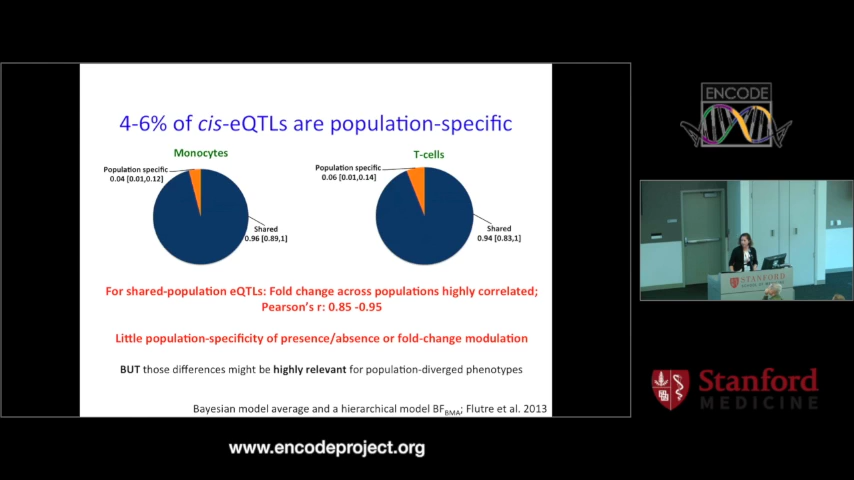 4-6% of cis-eQTLs are population-specific
Monocytes
Population specific
0.04 [0.01,0.12]
Shared
0.96 [0.89,1]
T-cells
Population specific
0.06 [0.01,0.14]
Shared
0.94 [0.83,1]
For shared-population eQTLs: Fold change across populations highly correlated;
Pearson's r: 0.85 -0.95
Little population-specificity of presence/absence or fold-change modulation
BUT those differences might be highly relevant for population-diverged phenotypes
Bayesian model average and a hierarchical model BFBMA; Flutre et al. 2013
ENCODE
STANFORD
Stanford
MEDICINE
www.encodeproject.org